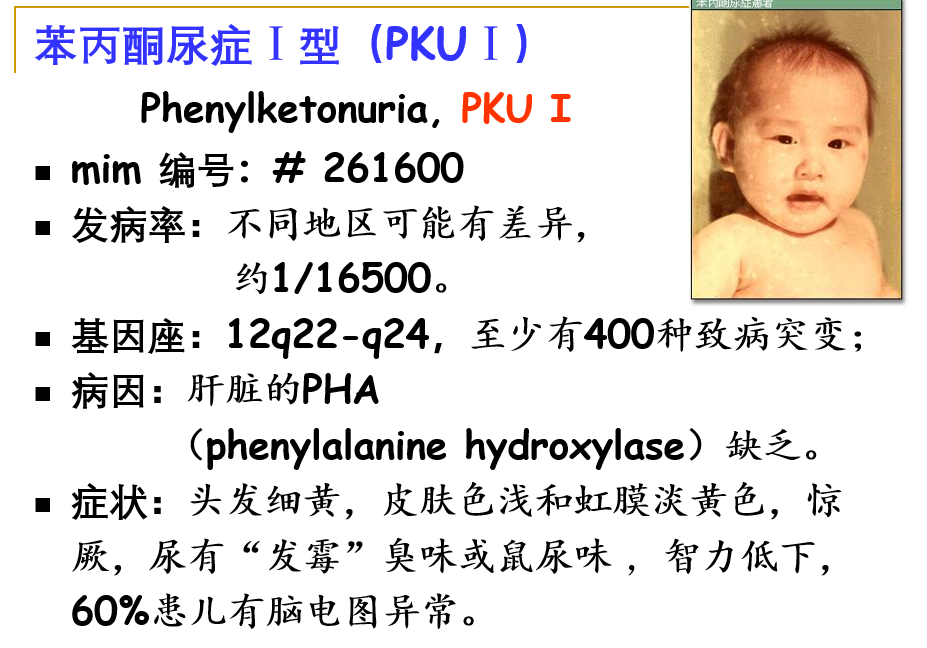 苯丙酮尿症患者
苯丙酮尿症Ⅰ型（PKUⅠ）
Phenylketonuria, PKU I
■ mim 编号：# 261600
■ 发病率：不同地区可能有差异，
约1/16500。
■ 基因座：12q22-q24，至少有400种致病突变；
■ 病因：肝脏的PHA
（phenylalanine hydroxylase）缺乏。
■ 症状：头发细黄，皮肤色浅和虹膜淡黄色，惊
厥，尿有“发霉”臭味或鼠尿味 ，智力低下，
60%患儿有脑电图异常。